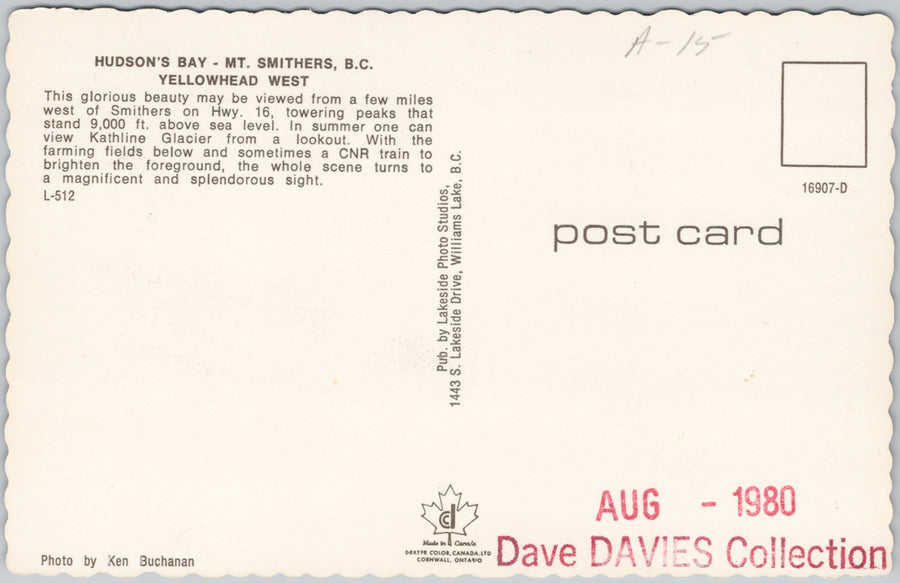 A-15
HUDSON'S BAY - MT. SMITHERS, B.C.
YELLOWHEAD WEST
This glorious beauty may be viewed from a few miles
west of Smithers on Hwy. 16, towering peaks that
stand 9,000 ft. above sea level. In summer one can
view Kathline Glacier from a lookout. With the
farming fields below and sometimes a CNR train to
brighten the foreground, the whole scene turns to
a magnificent and splendorous sight.
L-512
Pub. by Lakeside Photo Studios,
1443 S. Lakeside Drive, Williams Lake, B.C.
16907-D
post card
Made in Canada
DEXTER COLOR, CANADA, LTD
CORNWALL, ONTARIO
Photo by Ken Buchanan
AUG - 1980
Dave DAVIES Collection